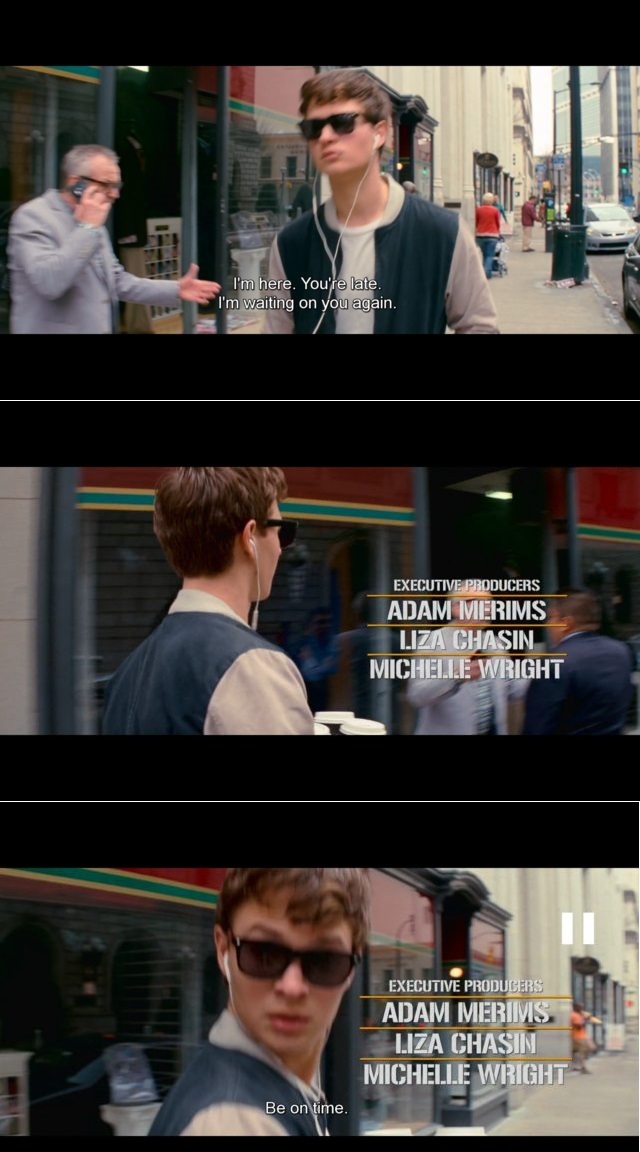 I'm here. You're late.
I'm waiting on you again.
EXECUTIVE PRODUCERS
ADAM MERIMS
LIZA CHASIN
MICHELLE WRIGHT
EXECUTIVE PRODUCERS
ADAM MERIMS
LIZA CHASIN
MICHELLE WRIGHT
Be on time.